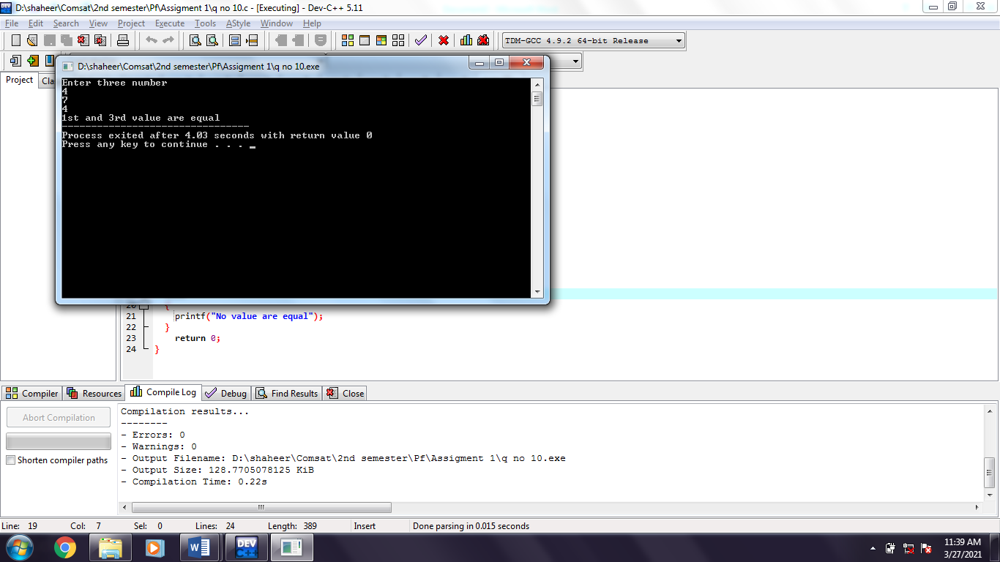 D:\shaheer\Comsat\2nd semester\Pf\Assigment 1\q no 10.c - [Executing] - Dev-C++ 5.11
File Edit Search View Project Execute Tools AStyle Window Help
TDM-GCC 4.9.2 64-bit Release
D:\shaheer\Comsat\2nd semester\Pf\Assigment 1\q no 10.exe
Project Cla
Enter three number
4
7
4
1st and 3rd value are equal
--------------------------------
Process exited after 4.03 seconds with return value 0
Press any key to continue . . .
20 {
21 printf("No value are equal");
22 }
23 return 0;
24 }
Compiler Resources Compile Log Debug Find Results Close
Abort Compilation
Shorten compiler paths
Compilation results...
--------
- Errors: 0
- Warnings: 0
- Output Filename: D:\shaheer\Comsat\2nd semester\Pf\Assigment 1\q no 10.exe
- Output Size: 128.7705078125 KiB
- Compilation Time: 0.22s
Line: 19 Col: 7 Sel: 0 Lines: 24 Length: 389 Insert Done parsing in 0.015 seconds
DEV C++
11:39 AM
3/27/2021